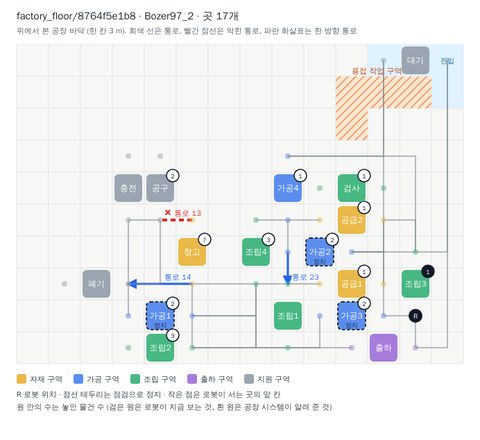 factory_floor/8764f5e1b8 · Bozer97_2 · 곳 17개
위에서 본 공장 바닥 (한 칸 3 m). 회색 선은 통로, 빨간 점선은 막힌 통로, 파란 화살표는 한 방향 통로
대기
진입
용접 작업 구역
충전
공구
2
가공4
1
검사
1
✕ 통로 13
공급2
1
창고
7
조립4
3
가공2
2
정지
폐기
통로 14
통로 23
공급1
1
조립3
1
가공1
2
정지
조립1
가공3
2
정지
R
조립2
3
출하
자재 구역
가공 구역
조립 구역
출하 구역
지원 구역
R 로봇 위치 · 점선 테두리는 점검으로 정지 · 작은 점은 로봇이 서는 곳의 앞 칸
원 안의 수는 놓인 물건 수 (검은 원은 로봇이 지금 보는 것, 흰 원은 공장 시스템이 알려 준 것)